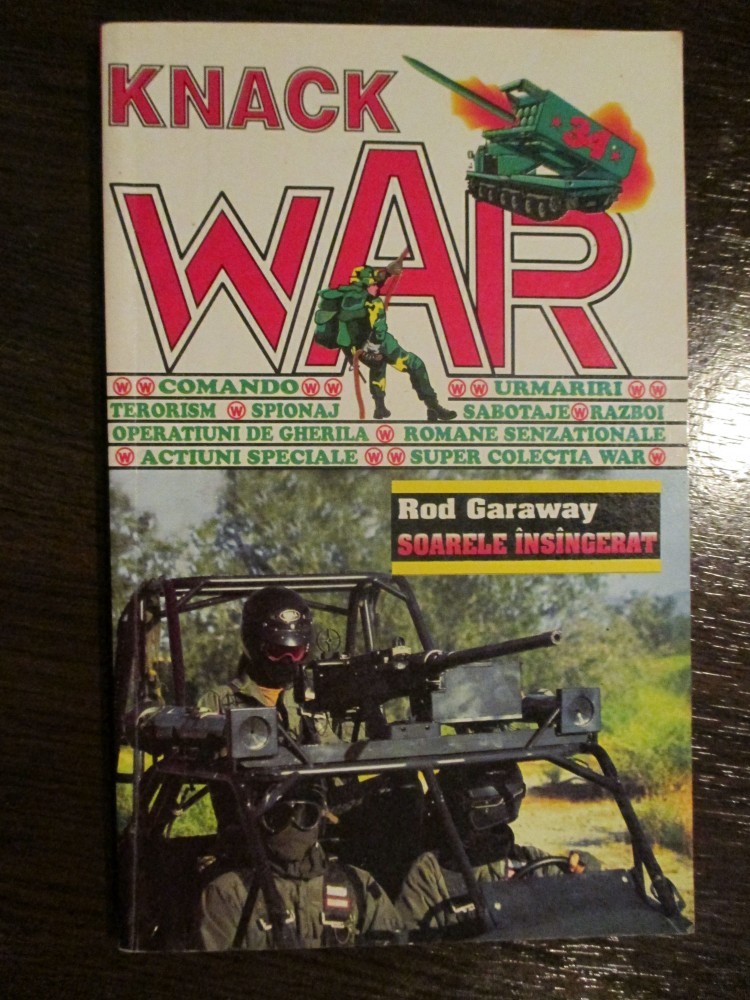 KNACK
34
WAR
W W COMANDO W W W W URMARIRI W W
TERORISM W SPIONAJ SABOTAJE W RAZBOI
OPERATIUNI DE GHERILA W ROMANE SENZATIONALE
W ACTIUNI SPECIALE W W SUPER COLECTIA WAR W
Rod Garaway
SOARELE ÎNSÎNGERAT